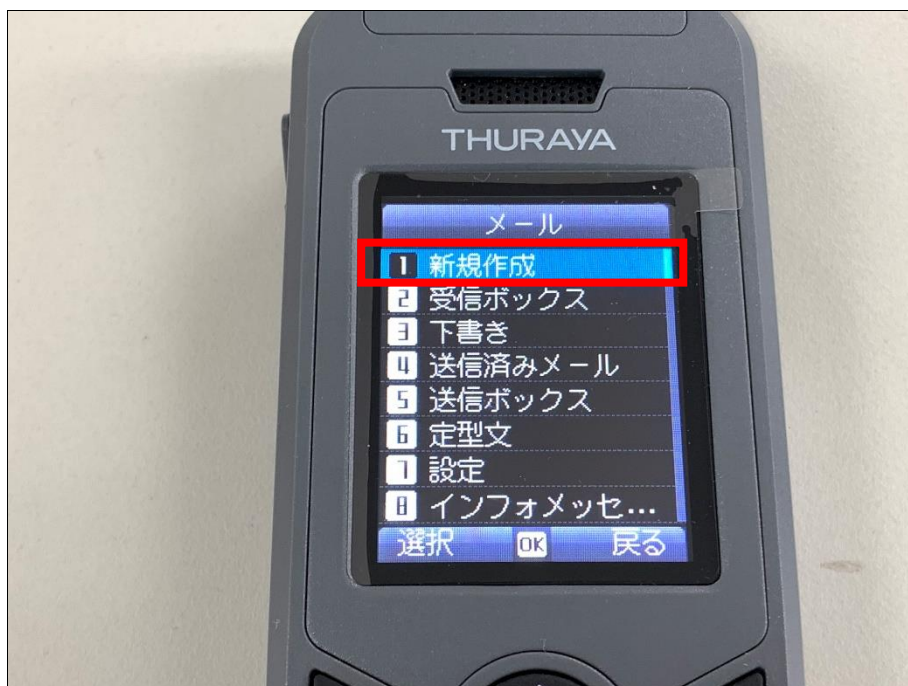 THURAYA
メール
1 新規作成
2 受信ボックス
3 下書き
4 送信済みメール
5 送信ボックス
6 定型文
7 設定
8 インフォメッセ...
選択 OK 戻る